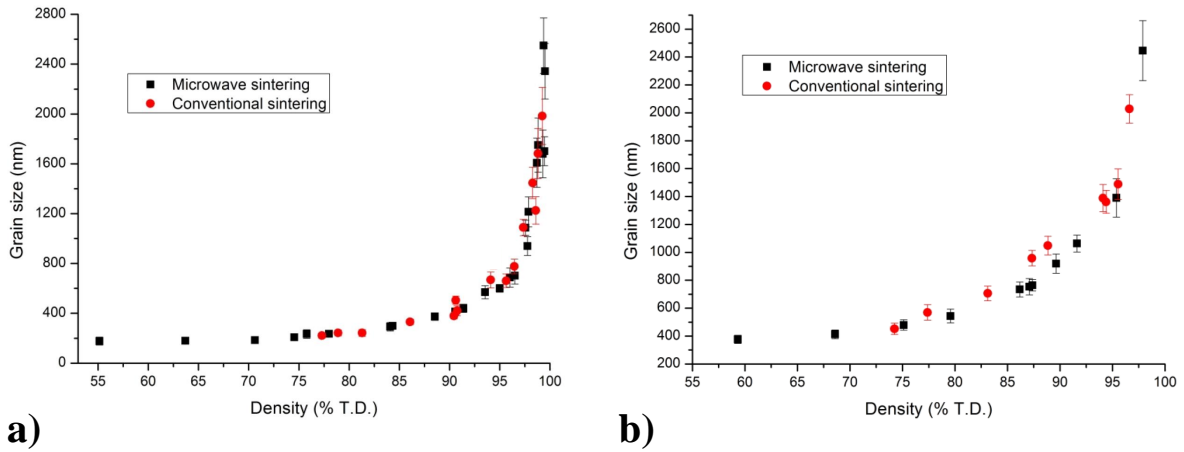 2800
2400
2000
1600
1200
800
400
0
Grain size (nm)
Microwave sintering
Conventional sintering
55 60 65 70 75 80 85 90 95 100
Density (% T.D.)
a)
2600
2400
2200
2000
1800
1600
1400
1200
1000
800
600
400
200
Grain size (nm)
Microwave sintering
Conventional sintering
55 60 65 70 75 80 85 90 95 100
Density (% T.D.)
b)